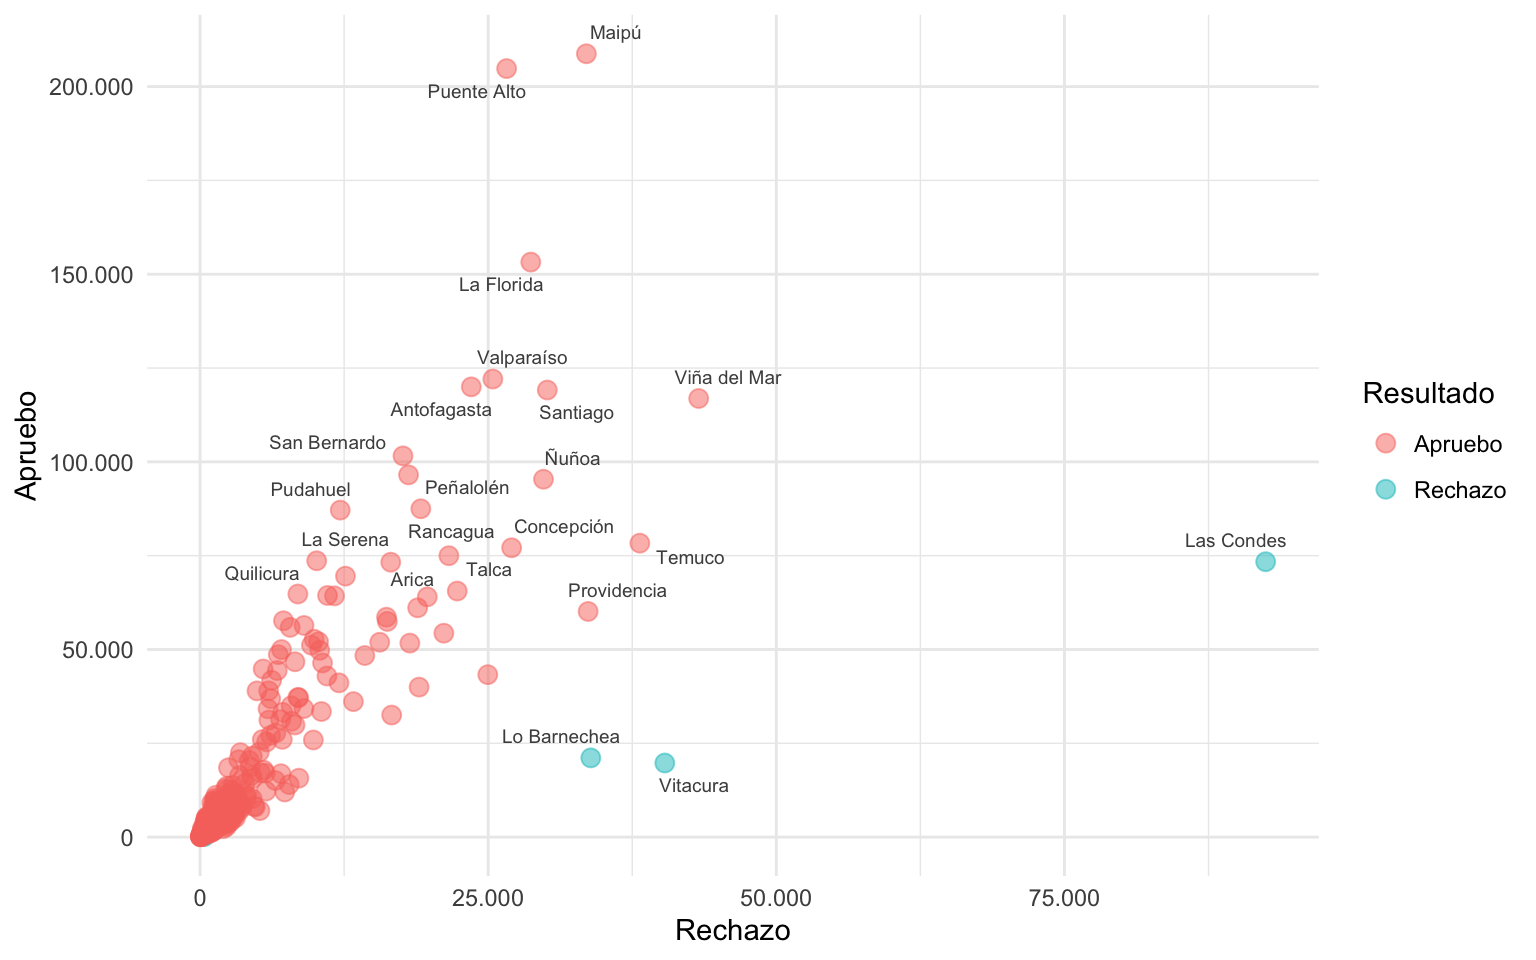 Maipú
200.000
Puente Alto
150.000
La Florida
Valparaíso
Viña del Mar
Antofagasta
Santiago
San Bernardo
100.000
Ñuñoa
Pudahuel
Peñalolén
La Serena
Rancagua
Concepción
Las Condes
Temuco
Quilicura
Arica
Talca
Providencia
50.000
Lo Barnechea
Vitacura
0
Apruebo
0
25.000
50.000
75.000
Rechazo
Resultado
Apruebo
Rechazo